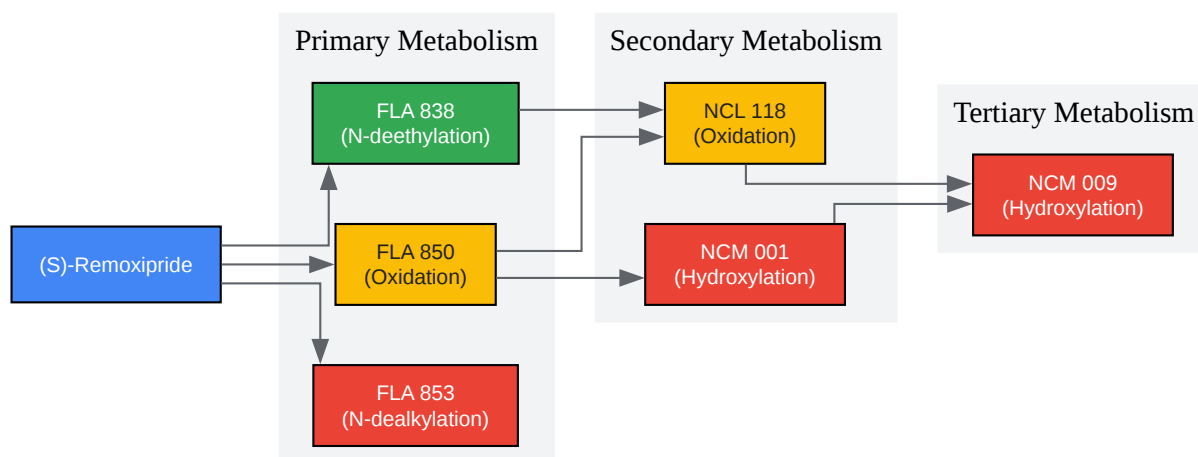 Primary Metabolism
Secondary Metabolism
Tertiary Metabolism
(S)-Remoxipride
FLA 838
(N-deethylation)
FLA 850
(Oxidation)
FLA 853
(N-dealkylation)
NCL 118
(Oxidation)
NCM 001
(Hydroxylation)
NCM 009
(Hydroxylation)